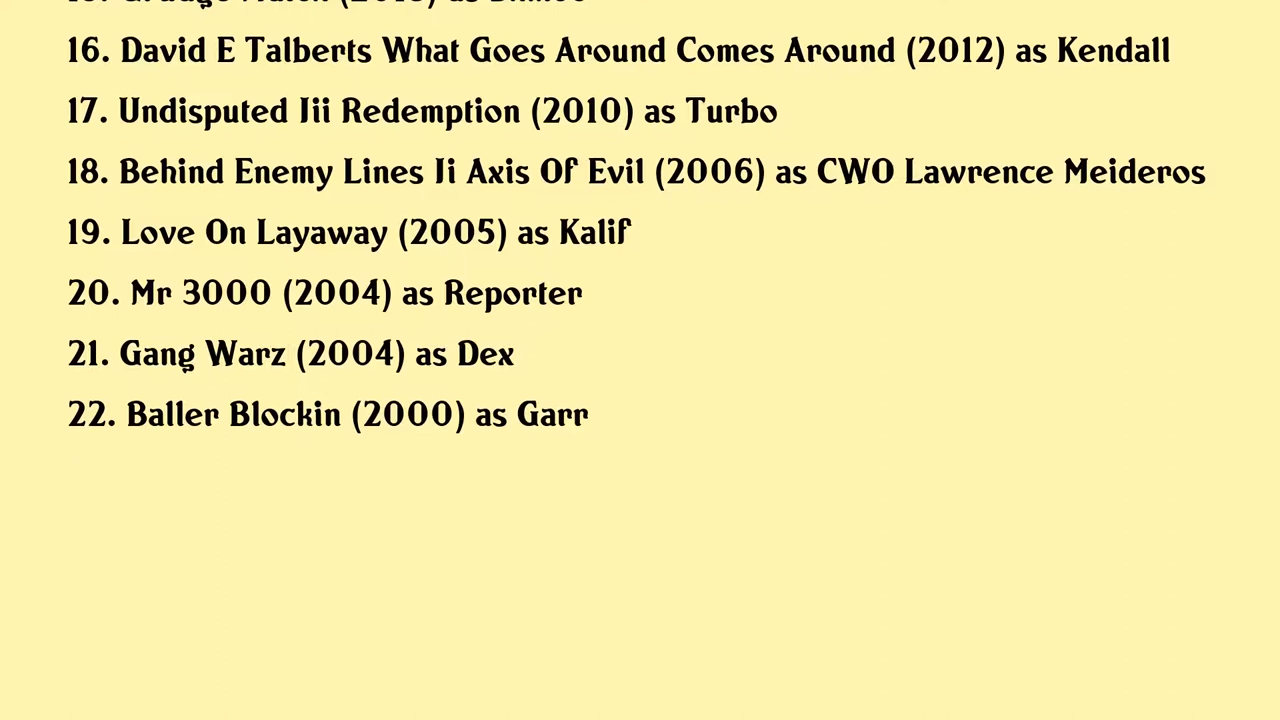 16. David E Talberts What Goes Around Comes Around (2012) as Kendall
17. Undisputed Iii Redemption (2010) as Turbo
18. Behind Enemy Lines Ii Axis Of Evil (2006) as CWO Lawrence Meideros
19. Love On Layaway (2005) as Kalif
20. Mr 3000 (2004) as Reporter
21. Gang Warz (2004) as Dex
22. Baller Blockin (2000) as Garr